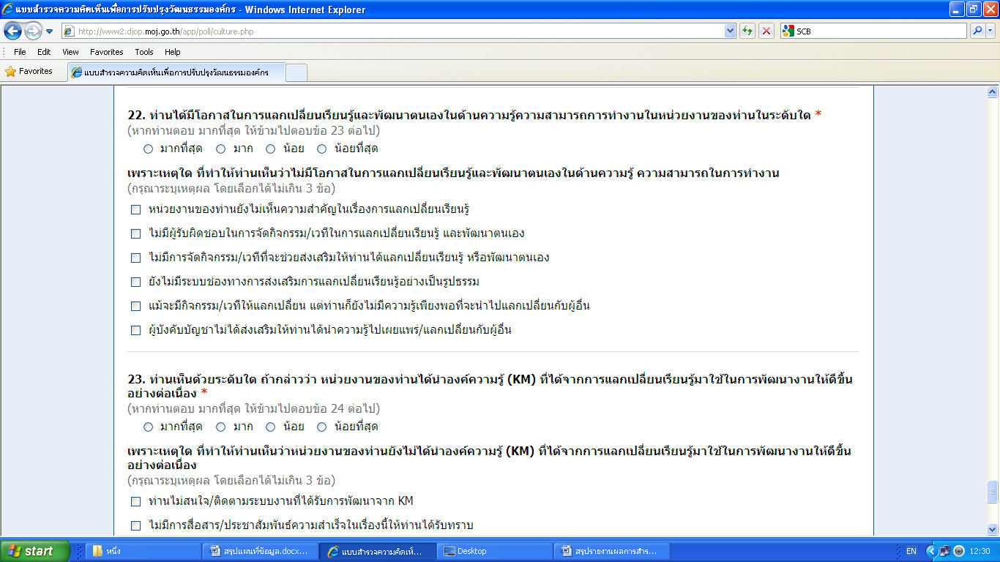 แบบสำรวจความคิดเห็นเพื่อการปรับปรุงวัฒนธรรมองค์กร - Windows Internet Explorer
http://www2.djop.moj.go.th/app/poll/culture.php
SCB
File Edit View Favorites Tools Help
Favorites
แบบสำรวจความคิดเห็นเพื่อการปรับปรุงวัฒนธรรมองค์กร
22. ท่านได้มีโอกาสในการแลกเปลี่ยนเรียนรู้และพัฒนาตนเองในด้านความรู้ความสามารถการทำงานในหน่วยงานของท่านในระดับใด *
(หากท่านตอบ มากที่สุด ให้ข้ามไปตอบข้อ 23 ต่อไป)
มากที่สุด มาก น้อย น้อยที่สุด
เพราะเหตุใด ที่ทำให้ท่านเห็นว่าไม่มีโอกาสในการแลกเปลี่ยนเรียนรู้และพัฒนาตนเองในด้านความรู้ ความสามารถในการทำงาน
(กรุณาระบุเหตุผล โดยเลือกได้ไม่เกิน 3 ข้อ)
หน่วยงานของท่านยังไม่เห็นความสำคัญในเรื่องการแลกเปลี่ยนเรียนรู้
ไม่มีผู้รับผิดชอบในการจัดกิจกรรม/เวทีในการแลกเปลี่ยนเรียนรู้ และพัฒนาตนเอง
ไม่มีการจัดกิจกรรม/เวทีที่จะช่วยส่งเสริมให้ท่านได้แลกเปลี่ยนเรียนรู้ หรือพัฒนาตนเอง
ยังไม่มีระบบช่องทางการส่งเสริมการแลกเปลี่ยนเรียนรู้อย่างเป็นรูปธรรม
แม้จะมีกิจกรรม/เวทีให้แลกเปลี่ยน แต่ท่านก็ยังไม่มีความรู้เพียงพอที่จะนำไปแลกเปลี่ยนกับผู้อื่น
ผู้บังคับบัญชาไม่ได้ส่งเสริมให้ท่านได้นำความรู้ไปเผยแพร่/แลกเปลี่ยนกับผู้อื่น
23. ท่านเห็นด้วยระดับใด ถ้ากล่าวว่า หน่วยงานของท่านได้นำองค์ความรู้ (KM) ที่ได้จากการแลกเปลี่ยนเรียนรู้มาใช้ในการพัฒนางานให้ดีขึ้น
อย่างต่อเนื่อง *
(หากท่านตอบ มากที่สุด ให้ข้ามไปตอบข้อ 24 ต่อไป)
มากที่สุด มาก น้อย น้อยที่สุด
เพราะเหตุใด ที่ทำให้ท่านเห็นว่าหน่วยงานของท่านยังไม่ได้นำองค์ความรู้ (KM) ที่ได้จากการแลกเปลี่ยนเรียนรู้มาใช้ในการพัฒนางานให้ดีขึ้น
อย่างต่อเนื่อง
(กรุณาระบุเหตุผล โดยเลือกได้ไม่เกิน 3 ข้อ)
ท่านไม่สนใจ/ติดตามระบบงานที่ได้รับการพัฒนาจาก KM
ไม่มีการสื่อสาร/ประชาสัมพันธ์ความสำเร็จในเรื่องนี้ให้ท่านได้รับทราบ
start หนึ่ง สรุปแผนที่ข้อมูล.docx... แบบสำรวจความคิดเห็... Desktop สรุปรายงานผลการสำร... EN 12:30